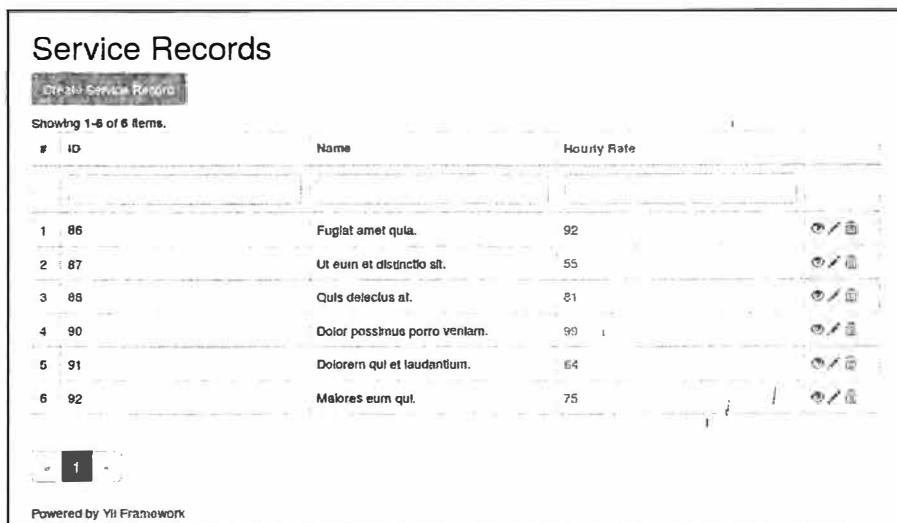 Service Records
Create Service Record
Showing 1-6 of 6 items.
# ID Name Hourly Rate
1 86 Fugiat amet quia. 92
2 87 Ut eum et distinctio sit. 55
3 88 Quis delectus at. 81
4 90 Dolor possimus porro veniam. 99
5 91 Dolorem qui et laudantium. 64
6 92 Maiores eum qui. 75
« 1 »
Powered by Yii Framework